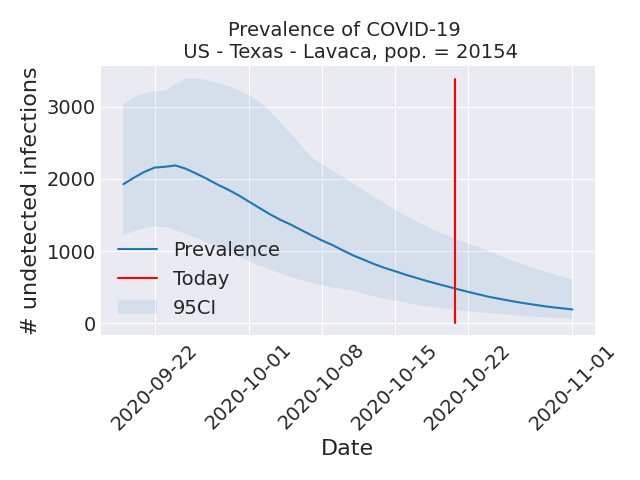 Prevalence of COVID-19
US - Texas - Lavaca, pop. = 20154
# undetected infections
3000
2000
1000
0
Prevalence
Today
95CI
2020-09-22
2020-10-01
2020-10-08
2020-10-15
2020-10-22
2020-11-01
Date